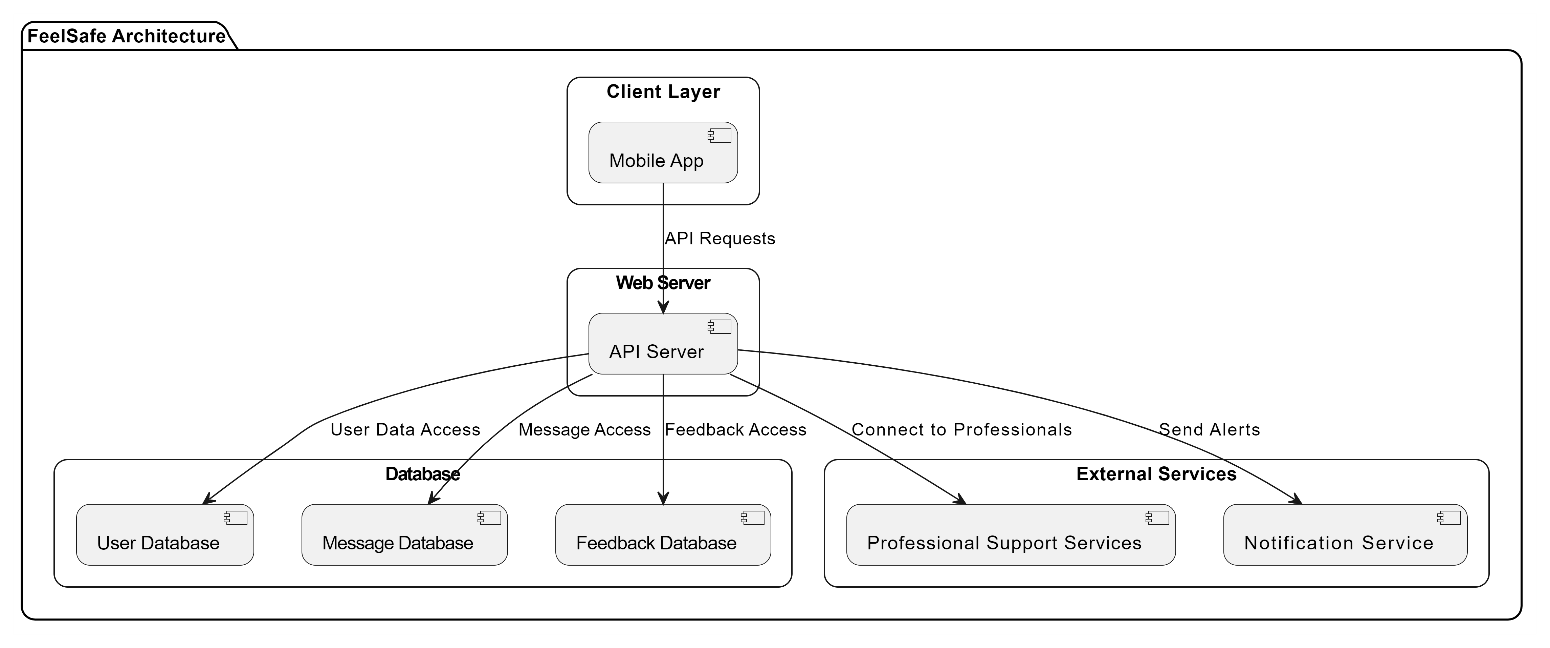 FeelSafe Architecture
Client Layer
Mobile App
API Requests
Web Server
API Server
User Data Access
Message Access
Feedback Access
Connect to Professionals
Send Alerts
Database
External Services
User Database
Message Database
Feedback Database
Professional Support Services
Notification Service